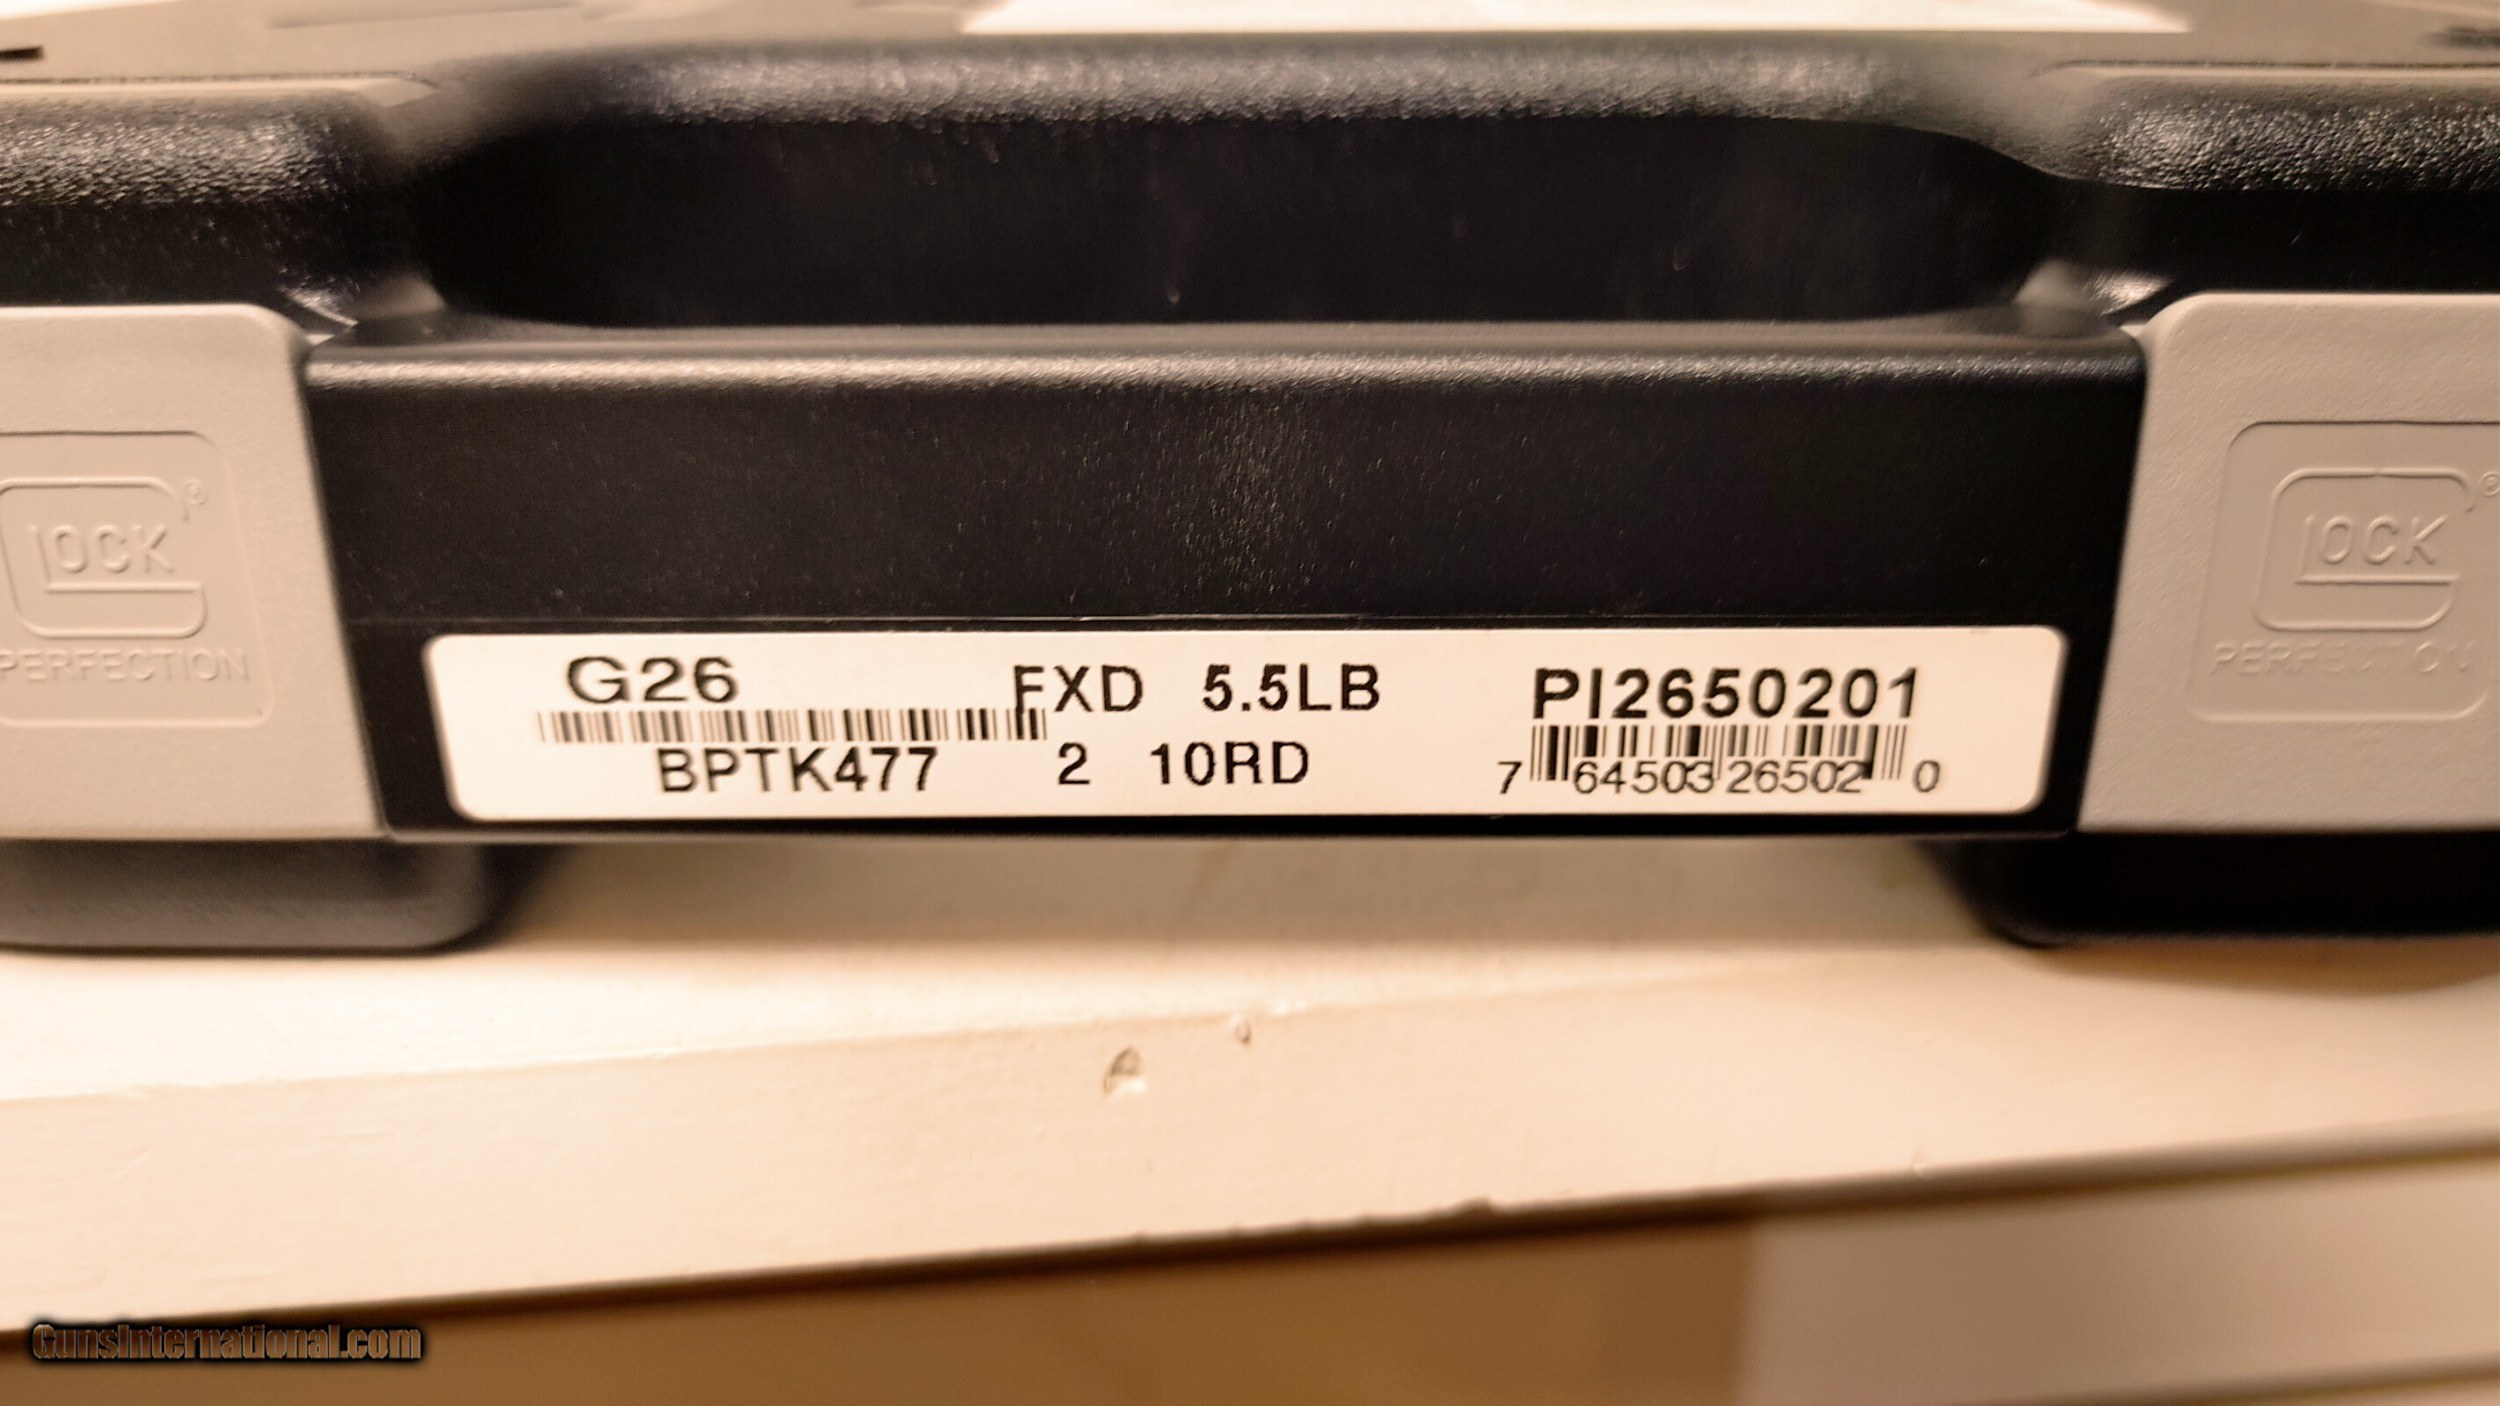 G26 FXD 5.5LB PI2650201
BPTK477 2 10RD 7 64503 26502 0
GLOCK ®
PERFECTION
GLOCK ®
PERFECTION
GunsInternational.com